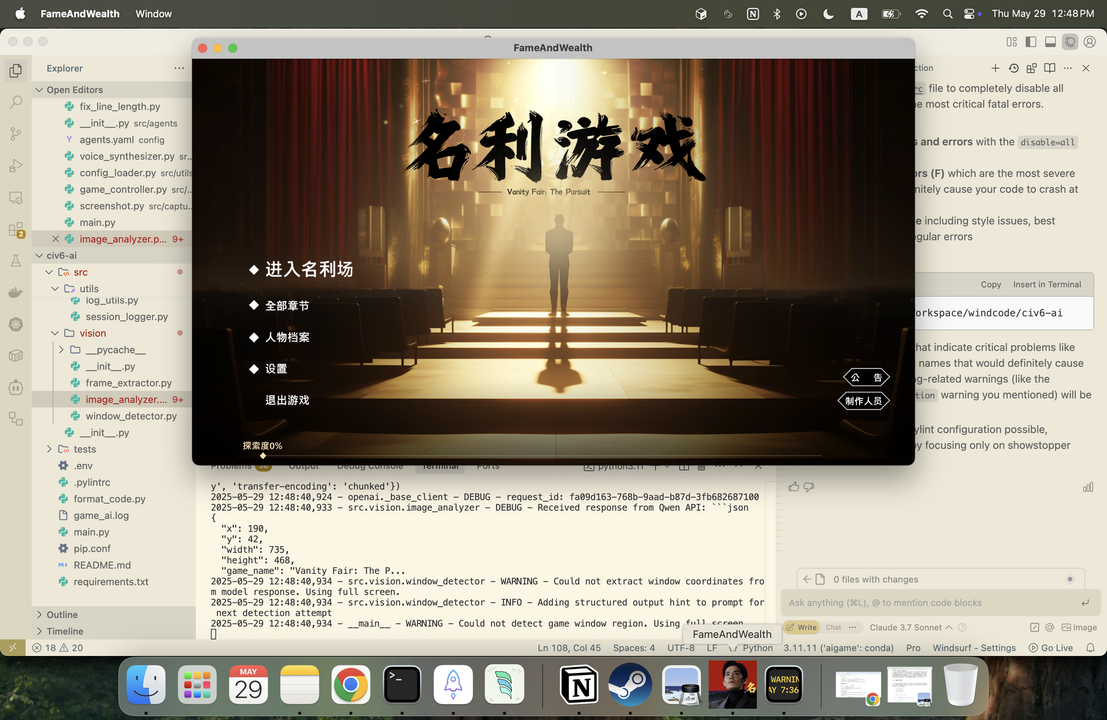 FameAndWealth Window
A
Thu May 29 12:48 PM
FameAndWealth
Explorer
Open Editors
fix_line_length.py
__init__.py src/agents
agents.yaml config
voice_synthesizer.py sr...
config_loader.py src/utils
game_controller.py src/...
screenshot.py src/captu...
main.py
image_analyzer.p... 9+
civ6-ai
src
utils
log_utils.py
session_logger.py
vision
__pycache__
__init__.py
frame_extractor.py
image_analyzer.... 9+
window_detector.py
__init__.py
tests
.env
.pylintrc
format_code.py
game_ai.log
main.py
pip.conf
README.md
requirements.txt
Outline
Timeline
2
名利游戏
Vanity Fair: The Pursuit
进入名利场
全部章节
人物档案
设置
退出游戏
公 告
制作人员
探索度0%
Problems Output Debug Console Terminal Ports
python3.11
y', 'transfer-encoding': 'chunked'})
2025-05-29 12:48:40,924 - openai._base_client - DEBUG - request_id: fa09d163-768b-9aad-b87d-3fb682687100
2025-05-29 12:48:40,933 - src.vision.image_analyzer - DEBUG - Received response from Qwen API: ```json
{
"x": 190,
"y": 42,
"width": 735,
"height": 468,
"game_name": "Vanity Fair: The P...
2025-05-29 12:48:40,934 - src.vision.window_detector - WARNING - Could not extract window coordinates fro
m model response. Using full screen.
2025-05-29 12:48:40,934 - src.vision.window_detector - INFO - Adding structured output hint to prompt for
next detection attempt
2025-05-29 12:48:40,934 - __main__ - WARNING - Could not detect game window region. Using full screen
ction
rc file to completely disable all
e most critical fatal errors.
s and errors with the disable=all
ors (F) which are the most severe
nitely cause your code to crash at
e including style issues, best
egular errors
Copy Insert in Terminal
orkspace/windcode/civ6-ai
that indicate critical problems like
names that would definitely cause
ng-related warnings (like the
tion warning you mentioned) will be
ylint configuration possible,
by focusing only on showstopper
0 files with changes
Ask anything (⌘L), @ to mention code blocks
Write Chat Claude 3.7 Sonnet
Image
FameAndWealth
18 20
Ln 108, Col 45 Spaces: 4 UTF-8 LF Python 3.11.11 ('aigame': conda) Pro Windsurf - Settings Go Live
MAY
29
WARNIN
AY 7:36